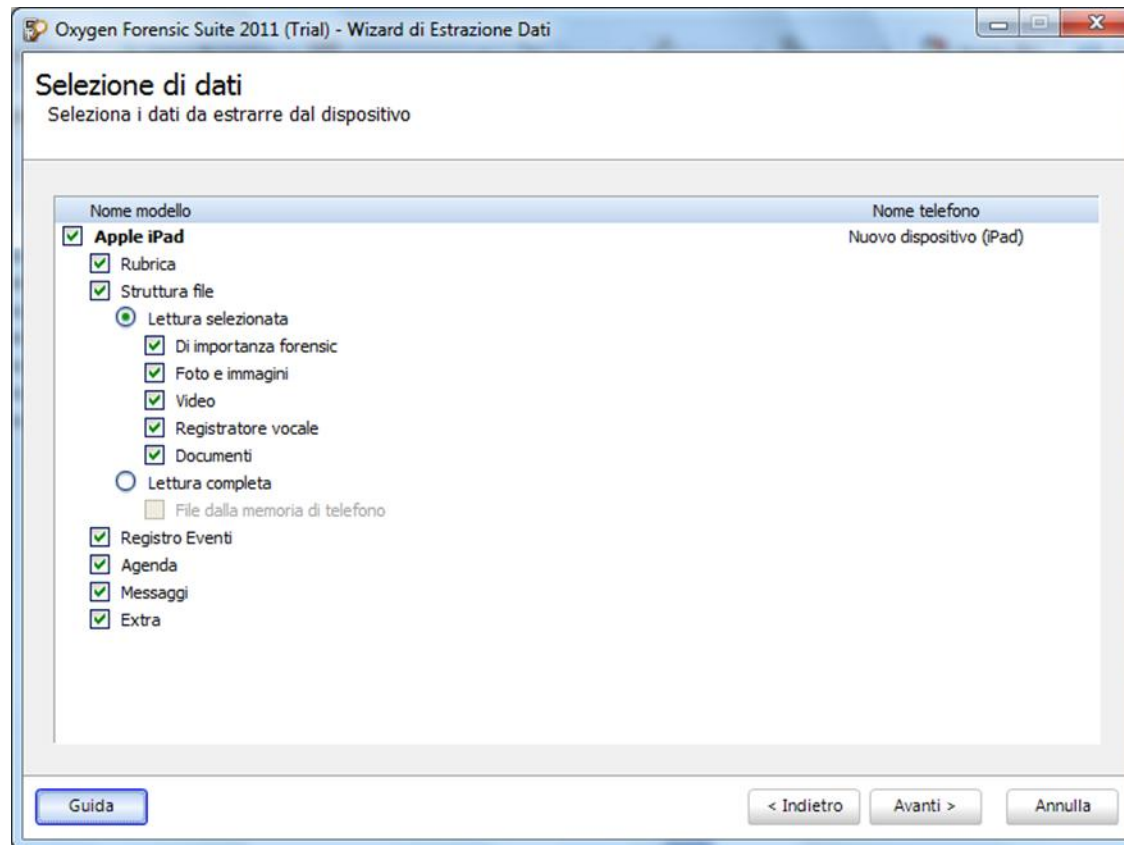 Oxygen Forensic Suite 2011 (Trial) - Wizard di Estrazione Dati
Selezione di dati
Seleziona i dati da estrarre dal dispositivo
Nome modello Nome telefono
Apple iPad Nuovo dispositivo (iPad)
Rubrica
Struttura file
Lettura selezionata
Di importanza forensic
Foto e immagini
Video
Registratore vocale
Documenti
Lettura completa
File dalla memoria di telefono
Registro Eventi
Agenda
Messaggi
Extra
Guida < Indietro Avanti > Annulla